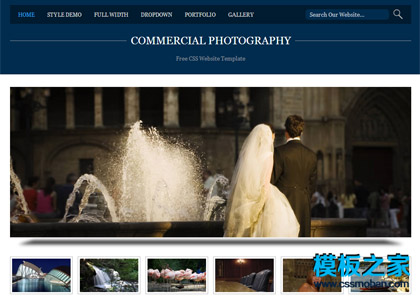 HOME STYLE DEMO FULL WIDTH DROPDOWN PORTFOLIO GALLERY Search Our Website...
COMMERCIAL PHOTOGRAPHY
Free CSS Website Template
模板之家
www.cssmoban.com